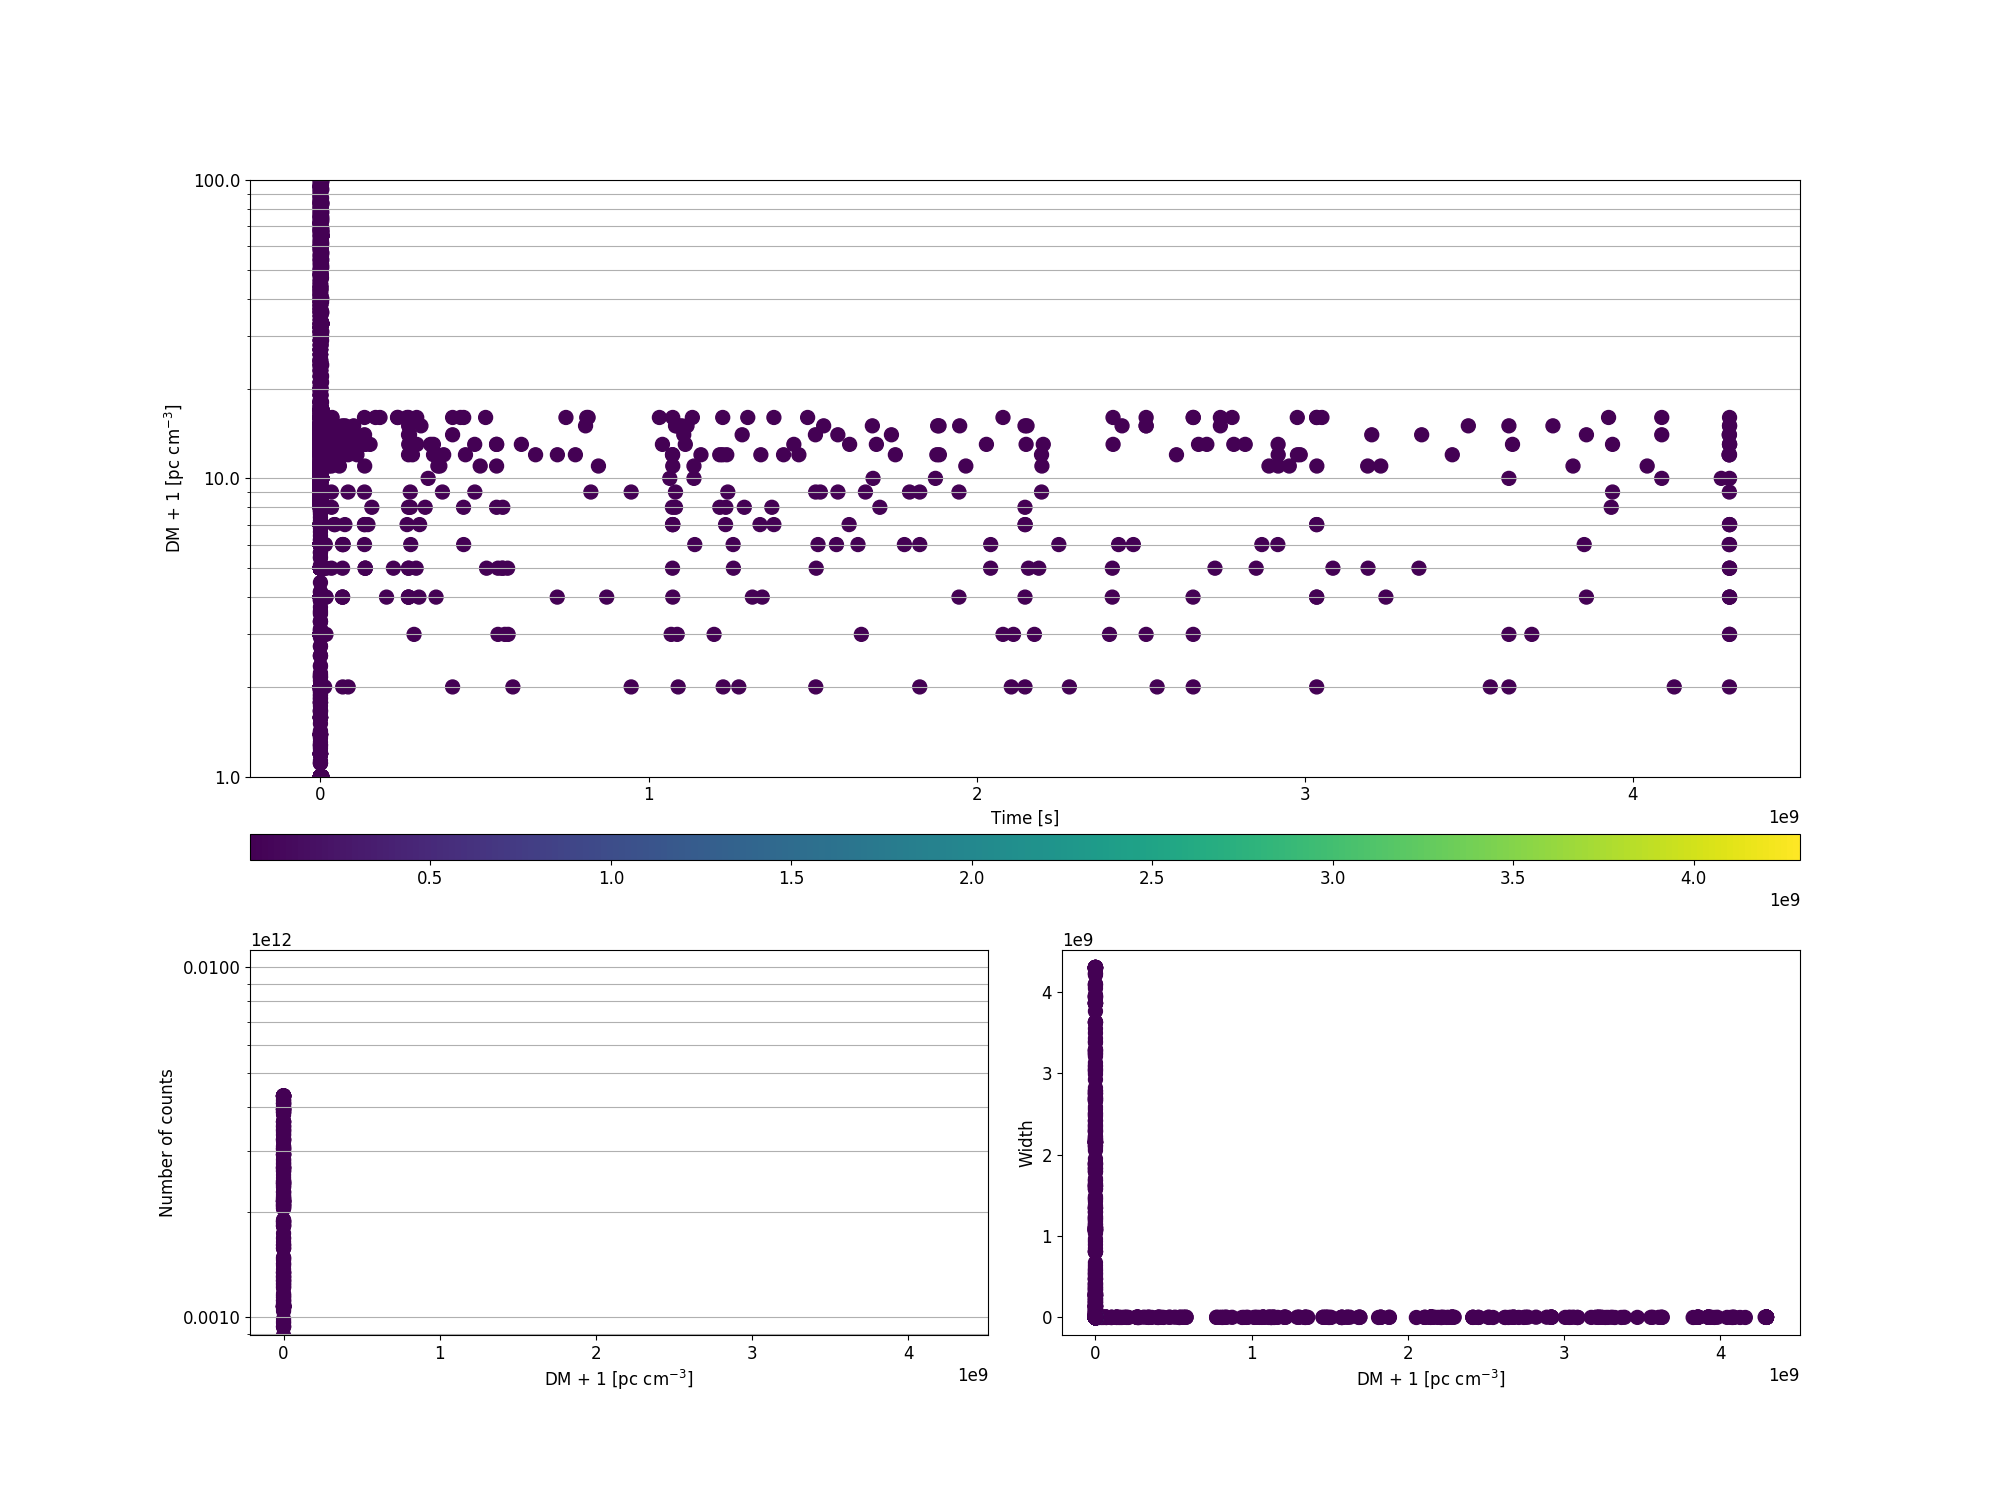 100.0
10.0
1.0
DM + 1 [pc cm⁻³]
0 1 2 3 4
Time [s]
1e9
0.5 1.0 1.5 2.0 2.5 3.0 3.5 4.0
1e9
1e12
0.0100
0.0010
Number of counts
0 1 2 3 4
DM + 1 [pc cm⁻³]
1e9
1e9
4
3
2
1
0
Width
0 1 2 3 4
DM + 1 [pc cm⁻³]
1e9